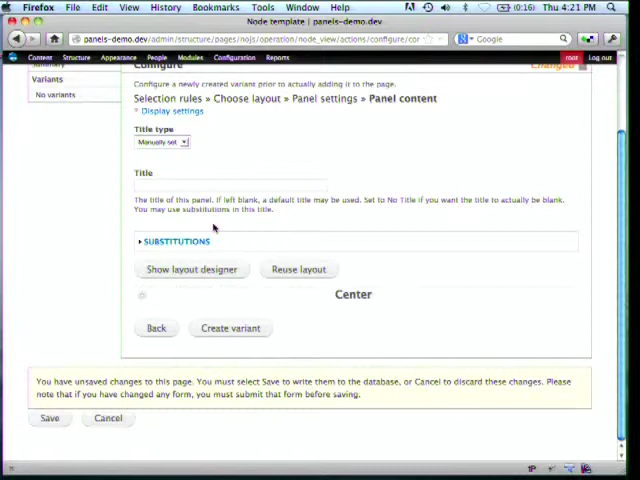 Firefox File Edit View History Bookmarks Tools Window Help (0:16) Thu 4:21 PM
Node template | panels-demo.dev
panels-demo.dev/admin/structure/pages/nojs/operation/node_view/actions/configure/cor Google
Content Structure Appearance People Modules Configuration Reports root Log out
Configure Changed
Variants
No variants
Configure a newly created variant prior to actually adding it to the page.
Selection rules » Choose layout » Panel settings » Panel content
Display settings
Title type
Manually set
Title
The title of this panel. If left blank, a default title may be used. Set to No Title if you want the title to actually be blank.
You may use substitutions in this title.
SUBSTITUTIONS
Show layout designer Reuse layout
Center
Back Create variant
You have unsaved changes to this page. You must select Save to write them to the database, or Cancel to discard these changes. Please
note that if you have changed any form, you must submit that form before saving.
Save Cancel